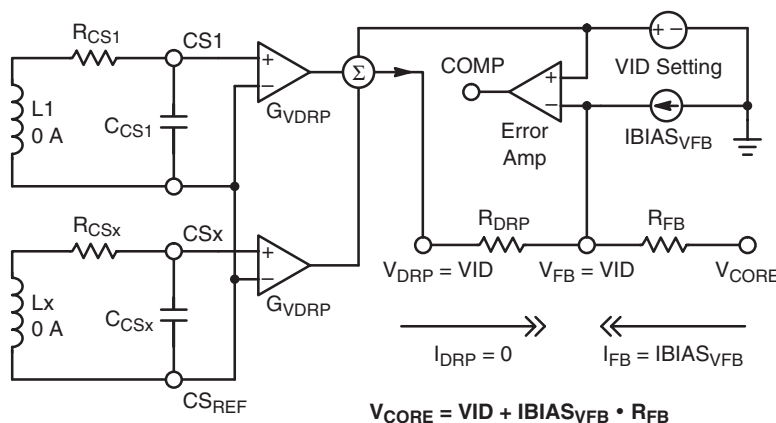 R_CS1
CS1
L1
0 A
C_CS1
+
−
G_VDRP
Σ
COMP
+
−
Error
Amp
+ −
VID Setting
IBIAS_VFB
R_CSx
CSx
Lx
0 A
C_CSx
+
−
G_VDRP
CS_REF
R_DRP
R_FB
V_DRP = VID
V_FB = VID
V_CORE
I_DRP = 0
I_FB = IBIAS_VFB
V_CORE = VID + IBIAS_VFB • R_FB